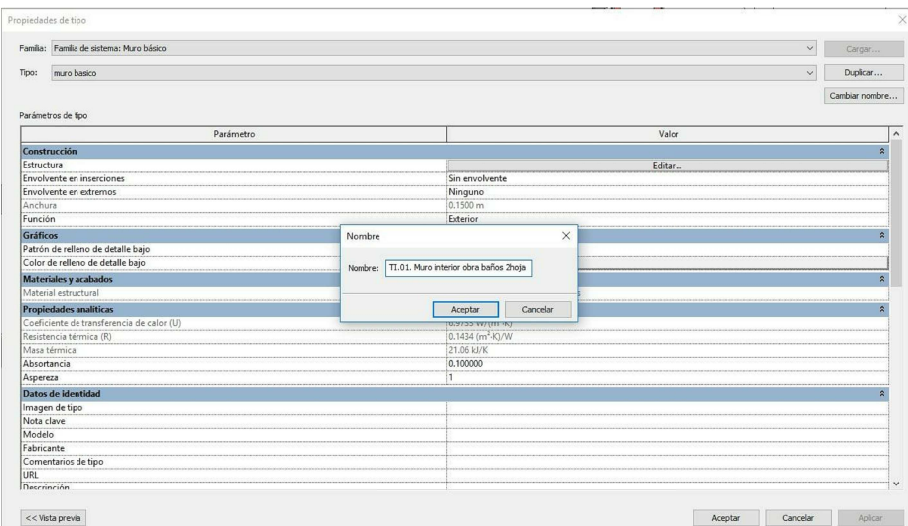 Propiedades de tipo
Familia: Familia de sistema: Muro básico Cargar...
Tipo: muro basico Duplicar...
Cambiar nombre...
Parámetros de tipo
Parámetro Valor
Construcción
Estructura Editar...
Envolvente en inserciones Sin envolvente
Envolvente en extremos Ninguno
Anchura 0.1500 m
Función Exterior
Gráficos
Patrón de relleno de detalle bajo
Color de relleno de detalle bajo
Materiales y acabados
Material estructural
Propiedades analíticas
Coeficiente de transferencia de calor (U)
Resistencia térmica (R) 0.1434 (m²·K)/W
Masa térmica 21.06 kJ/K
Absortancia 0.100000
Aspereza 1
Datos de identidad
Imagen de tipo
Nota clave
Modelo
Fabricante
Comentarios de tipo
URL
Descripción
Nombre
Nombre: TI.01. Muro interior obra baños 2hoja
Aceptar Cancelar
<< Vista previa Aceptar Cancelar Aplicar